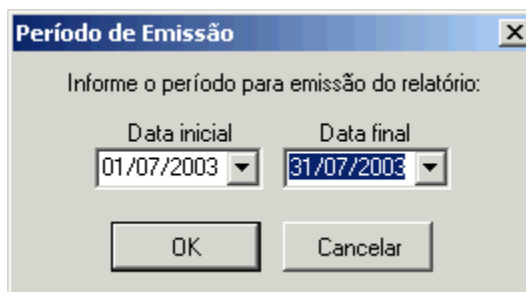 Período de Emissão
Informe o período para emissão do relatório:
Data inicial Data final
01/07/2003 31/07/2003
OK Cancelar